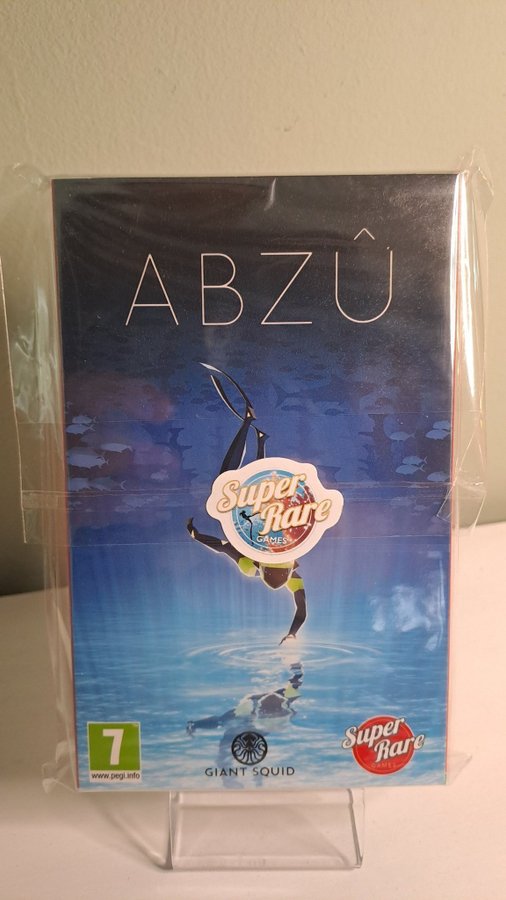 ABZÛ
Super
Rare
GAMES
7
www.pegi.info
GIANT SQUID
Super
Rare
GAMES